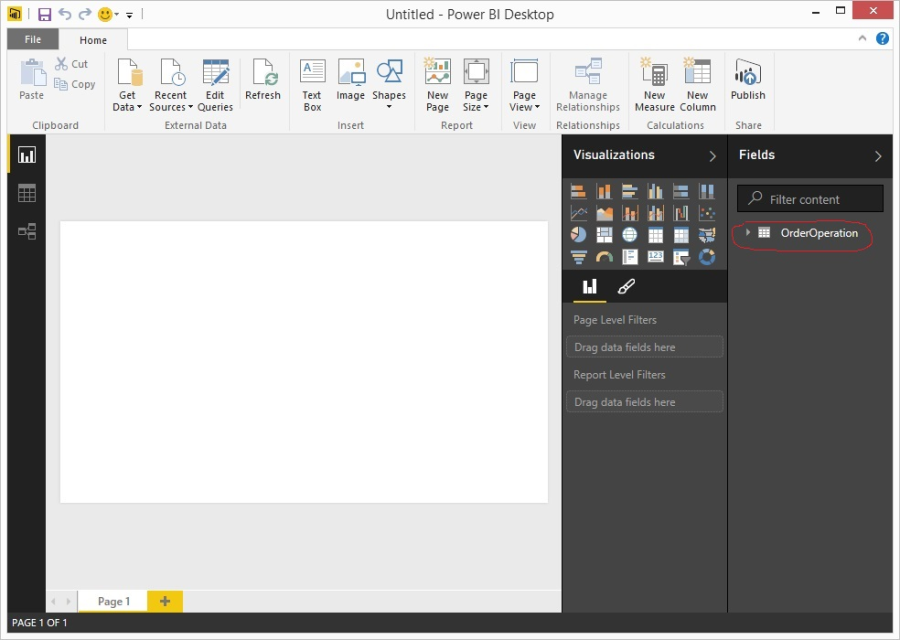 Untitled - Power BI Desktop
File
Home
Paste
Cut
Copy
Clipboard
Get Data
Recent Sources
Edit Queries
Refresh
External Data
Text Box
Image
Shapes
Insert
New Page
Page Size
Report
Page View
View
Manage Relationships
Relationships
New Measure
New Column
Calculations
Publish
Share
Visualizations
123
Page Level Filters
Drag data fields here
Report Level Filters
Drag data fields here
Fields
Filter content
OrderOperation
Page 1
PAGE 1 OF 1